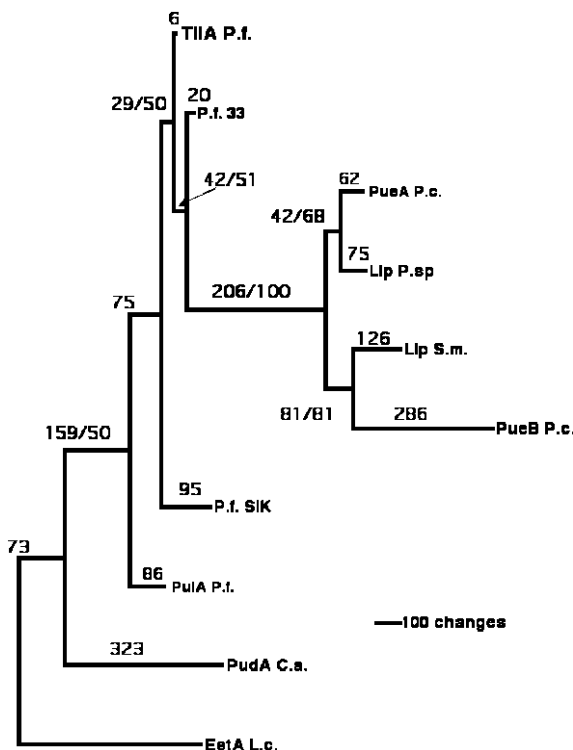 6
TliA P.f.
29/50
20
P.f. 33
42/51
62
PueA P.c.
42/68
75
Lip P.sp
206/100
75
126
Lip S.m.
81/81
286
PueB P.c.
159/50
95
P.f. SIK
73
86
PulA P.f.
100 changes
323
PudA C.a.
EstA L.c.